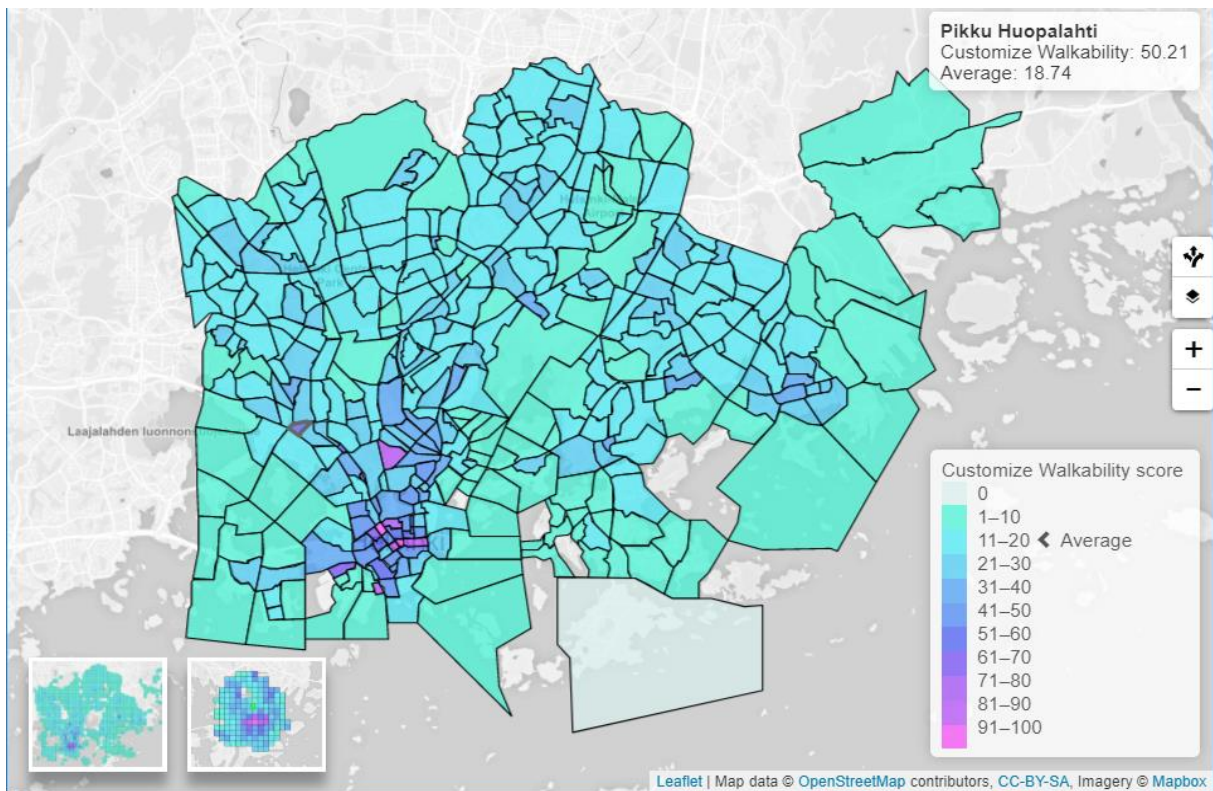 Pikku Huopalahti
Customize Walkability: 50.21
Average: 18.74
Airport
Park
Laajalahden luonnons
+
−
Customize Walkability score
0
1–10
11–20 Average
21–30
31–40
41–50
51–60
61–70
71–80
81–90
91–100
Leaflet | Map data © OpenStreetMap contributors, CC-BY-SA, Imagery © Mapbox